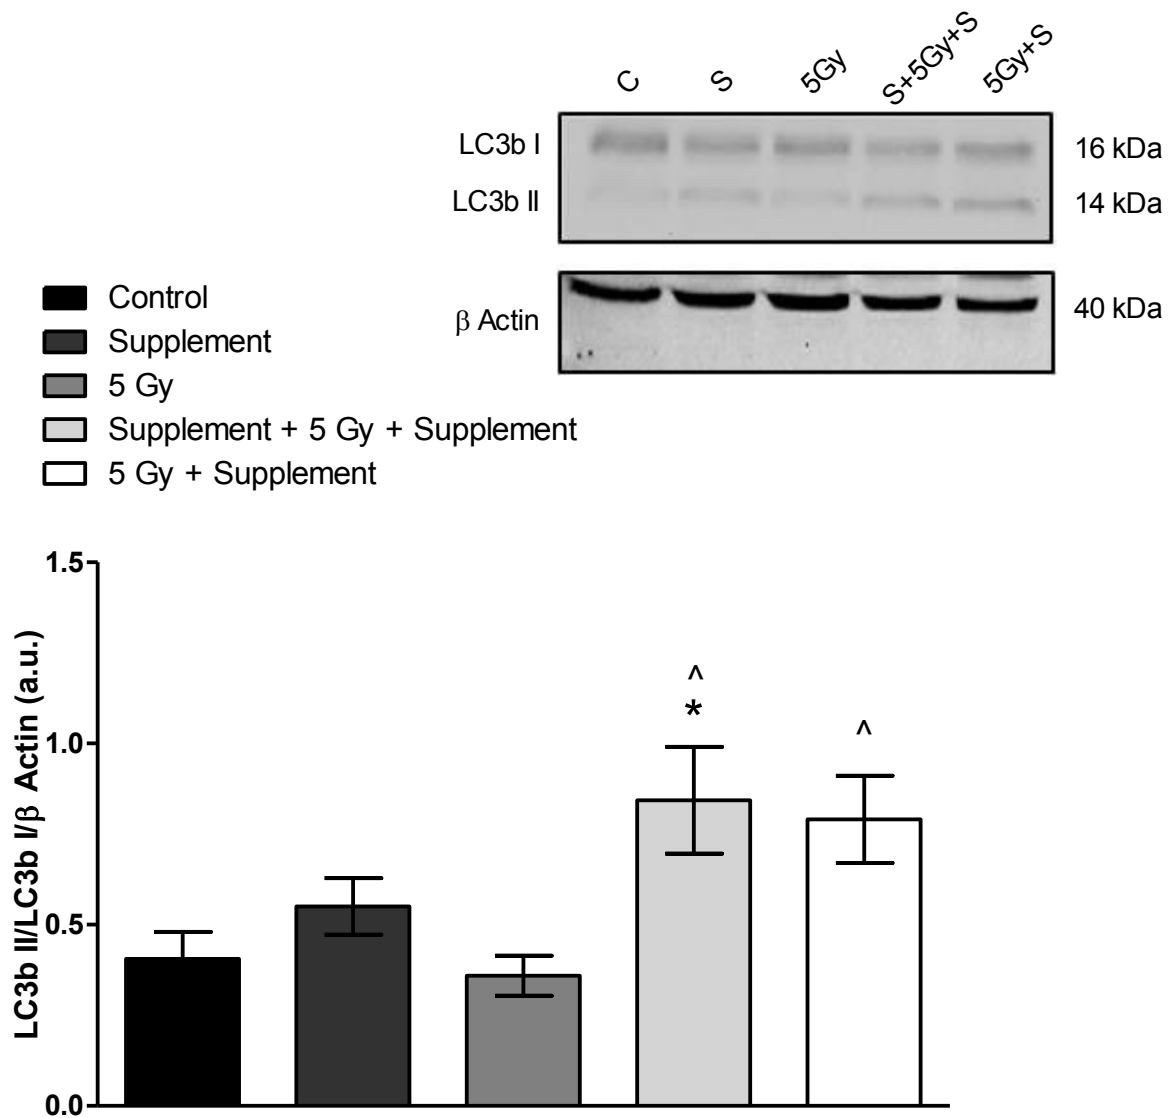 C S 5Gy S+5Gy+S 5Gy+S
LC3b I 16 kDa
LC3b II 14 kDa
β Actin 40 kDa
Control
Supplement
5 Gy
Supplement + 5 Gy + Supplement
5 Gy + Supplement
LC3b II/LC3b I/β Actin (a.u.)
1.5
1.0
0.5
0.0
^
*
^